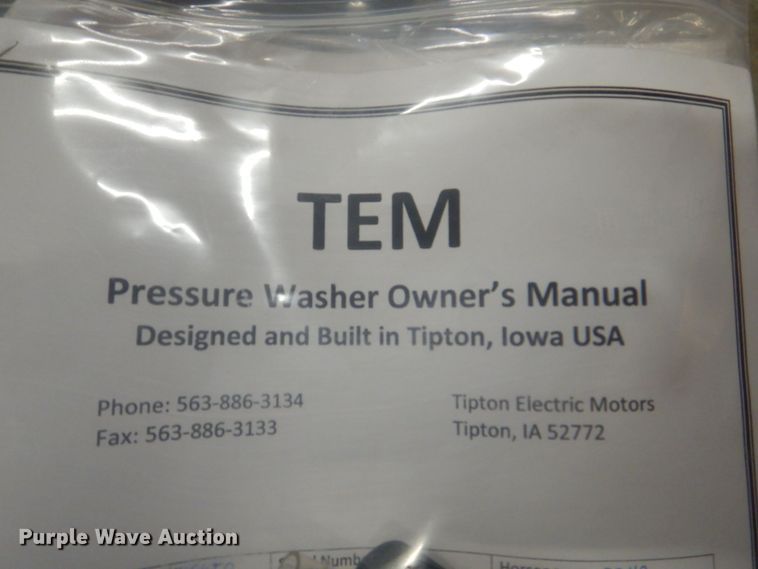 TEM
Pressure Washer Owner's Manual
Designed and Built in Tipton, Iowa USA
Phone: 563-886-3134
Fax: 563-886-3133
Tipton Electric Motors
Tipton, IA 52772
Purple Wave Auction